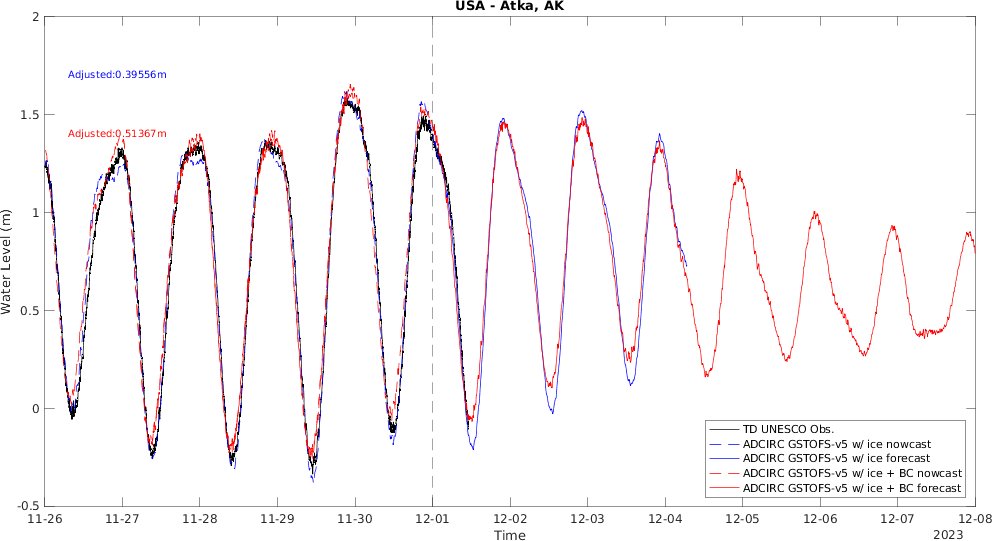 USA - Atka, AK
2
1.5
1
0.5
0
-0.5
Water Level (m)
Adjusted:0.39556m
Adjusted:0.51367m
TD UNESCO Obs.
ADCIRC GSTOFS-v5 w/ ice nowcast
ADCIRC GSTOFS-v5 w/ ice forecast
ADCIRC GSTOFS-v5 w/ ice + BC nowcast
ADCIRC GSTOFS-v5 w/ ice + BC forecast
11-26 11-27 11-28 11-29 11-30 12-01 12-02 12-03 12-04 12-05 12-06 12-07 12-08
Time
2023